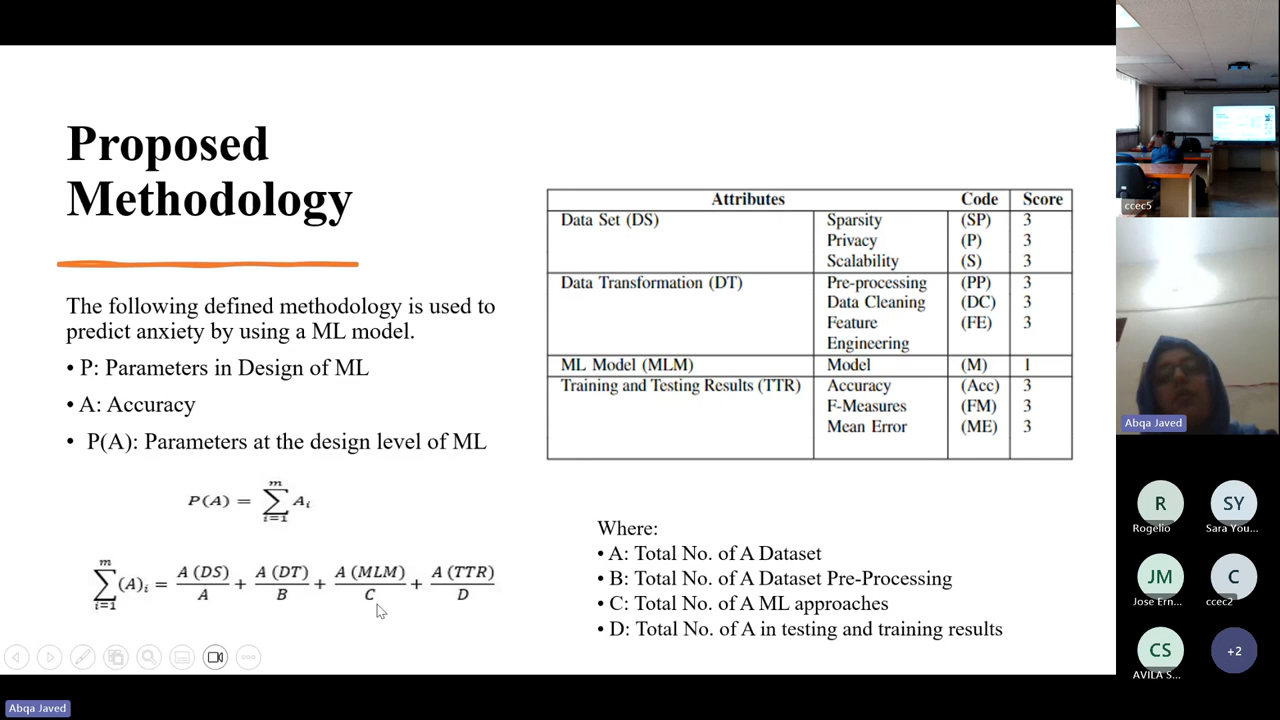 Proposed
Methodology
The following defined methodology is used to
predict anxiety by using a ML model.
• P: Parameters in Design of ML
• A: Accuracy
• P(A): Parameters at the design level of ML
P(A) = ∑_{i=1}^{m} A_i
∑_{i=1}^{m} (A)_i = A (DS)/A + A (DT)/B + A (MLM)/C + A (TTR)/D
Attributes Code Score
Data Set (DS) Sparsity (SP) 3
Privacy (P) 3
Scalability (S) 3
Data Transformation (DT) Pre-processing (PP) 3
Data Cleaning (DC) 3
Feature (FE) 3
Engineering
ML Model (MLM) Model (M) 1
Training and Testing Results (TTR) Accuracy (Acc) 3
F-Measures (FM) 3
Mean Error (ME) 3
Where:
• A: Total No. of A Dataset
• B: Total No. of A Dataset Pre-Processing
• C: Total No. of A ML approaches
• D: Total No. of A in testing and training results
Abqa Javed
ccec5
Abqa Javed
R
Rogelio
SY
Sara You...
JM
Jose Ern...
C
ccec2
CS
AVILA S...
+2